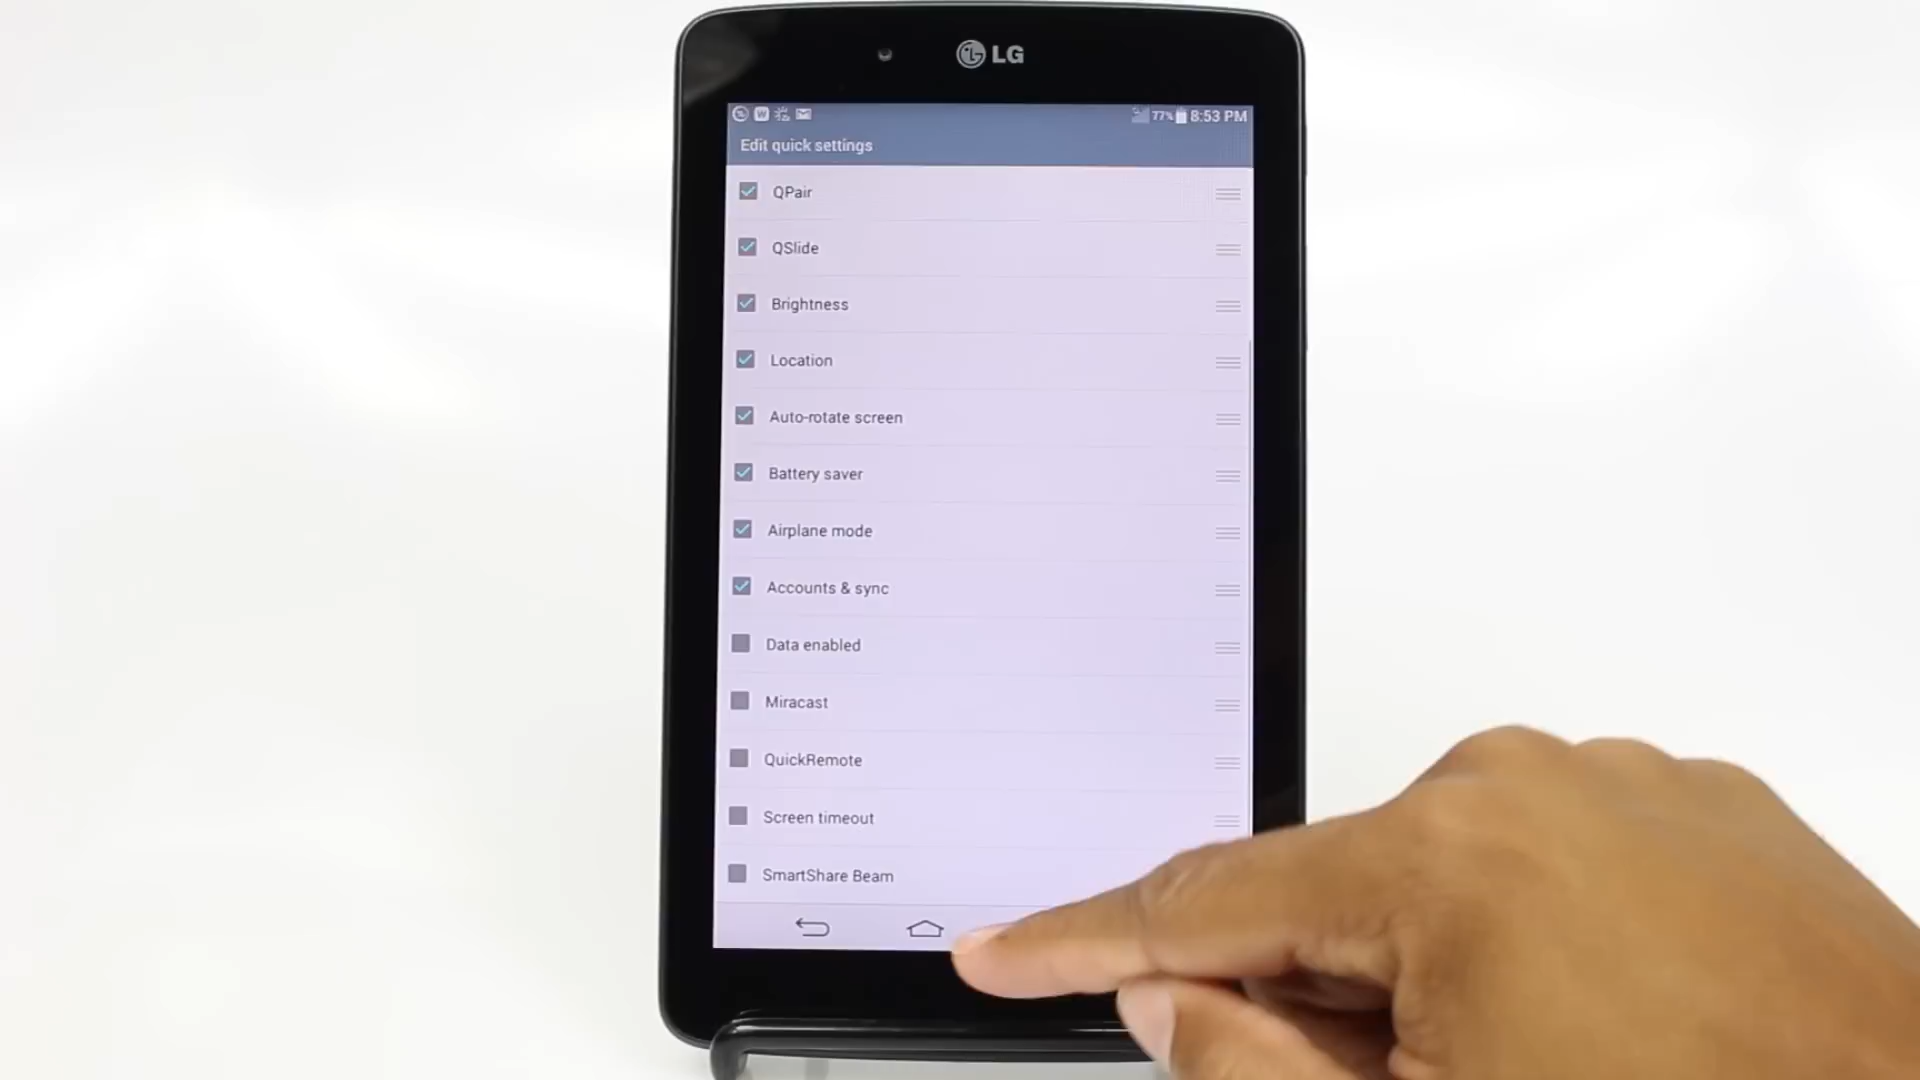 LG
77% 8:53 PM
Edit quick settings
QPair
QSlide
Brightness
Location
Auto-rotate screen
Battery saver
Airplane mode
Accounts & sync
Data enabled
Miracast
QuickRemote
Screen timeout
SmartShare Beam